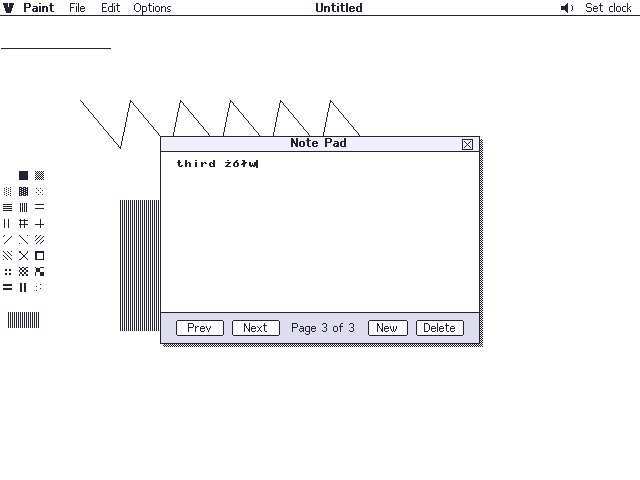 Paint File Edit Options Untitled Set clock
Note Pad
third żółw
Prev Next Page 3 of 3 New Delete